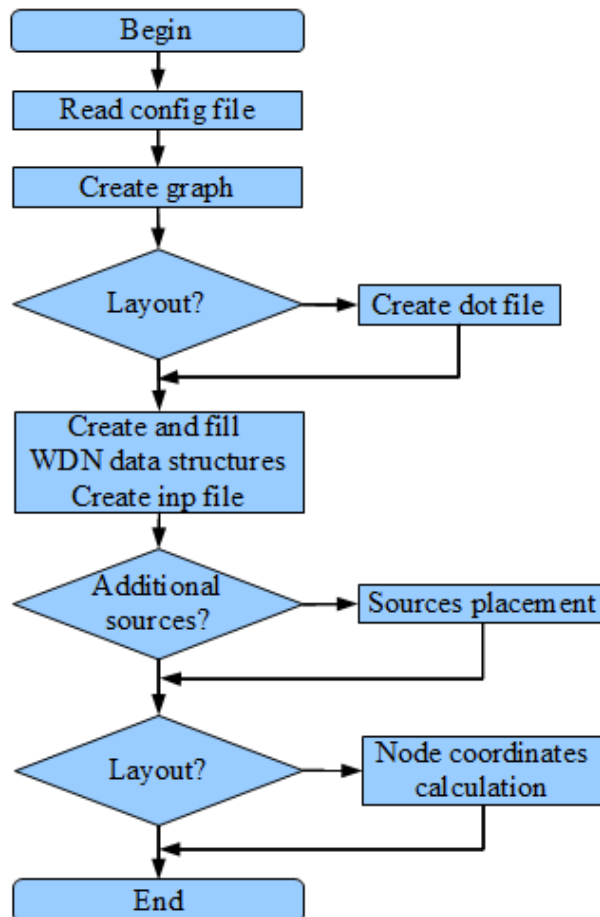 Begin
Read config file
Create graph
Layout?
Create dot file
Create and fill
WDN data structures
Create inp file
Additional
sources?
Sources placement
Layout?
Node coordinates
calculation
End